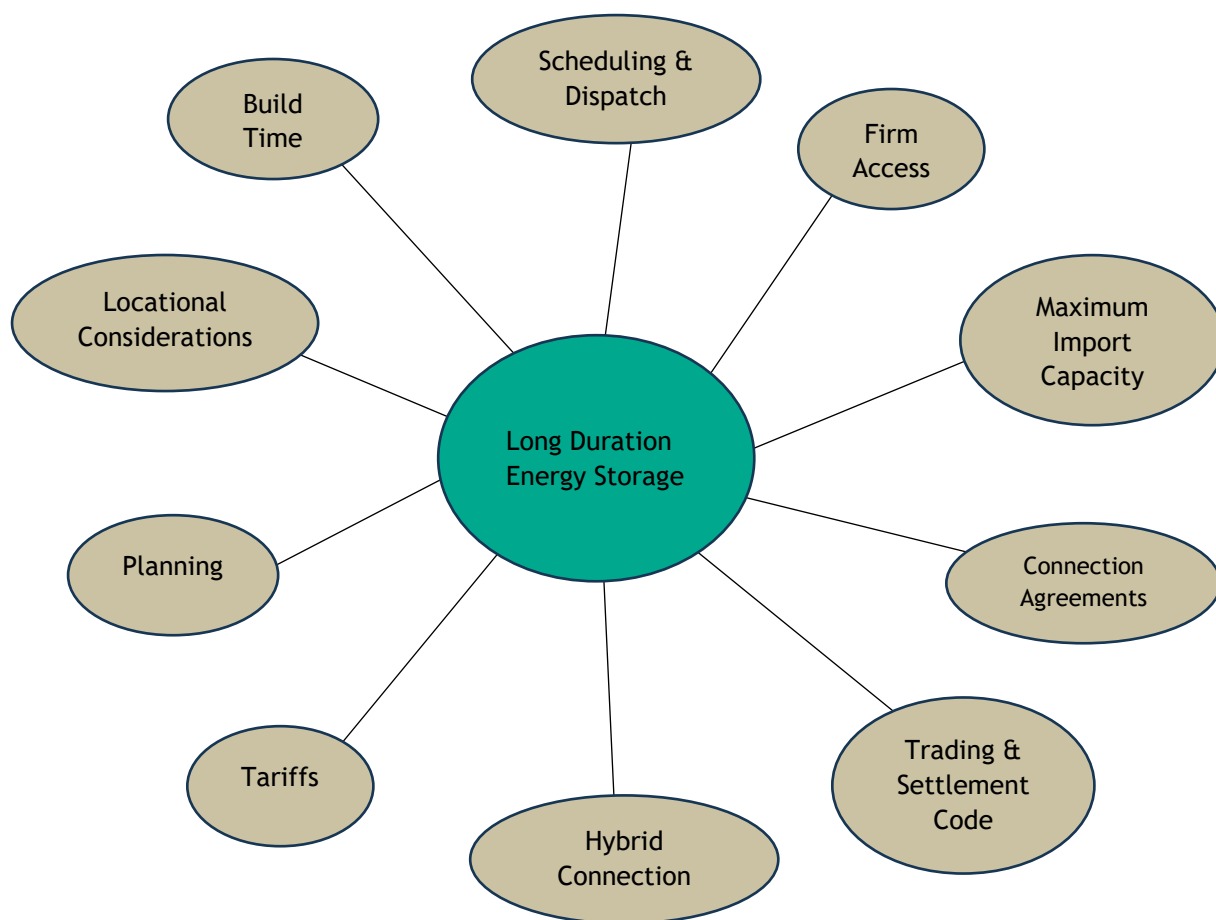 Scheduling &
Dispatch
Build
Time
Firm
Access
Locational
Considerations
Maximum
Import
Capacity
Long Duration
Energy Storage
Planning
Connection
Agreements
Tariffs
Trading &
Settlement
Code
Hybrid
Connection